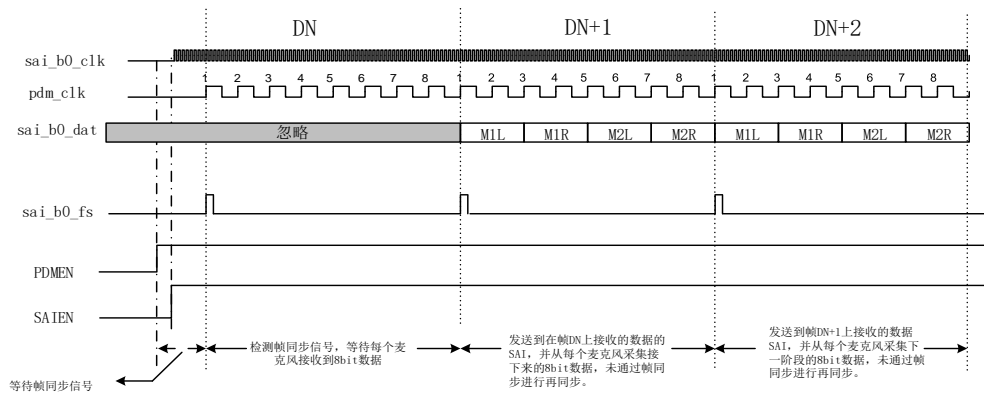 DN DN+1 DN+2
sai_b0_clk
1 2 3 4 5 6 7 8 1 2 3 4 5 6 7 8 1 2 3 4 5 6 7 8
pdm_clk
sai_b0_dat 忽略 M1L M1R M2L M2R M1L M1R M2L M2R
sai_b0_fs
PDMEN
SAIEN
等待帧同步信号
检测帧同步信号，等待每个麦
克风接收到8bit数据
发送到在帧DN上接收的数据的
SAI，并从每个麦克风采集接
下来的8bit数据，未通过帧同
步进行再同步。
发送到帧DN+1上接收的数据
SAI，并从每个麦克风采集下
一阶段的8bit数据，未通过帧
同步进行再同步。